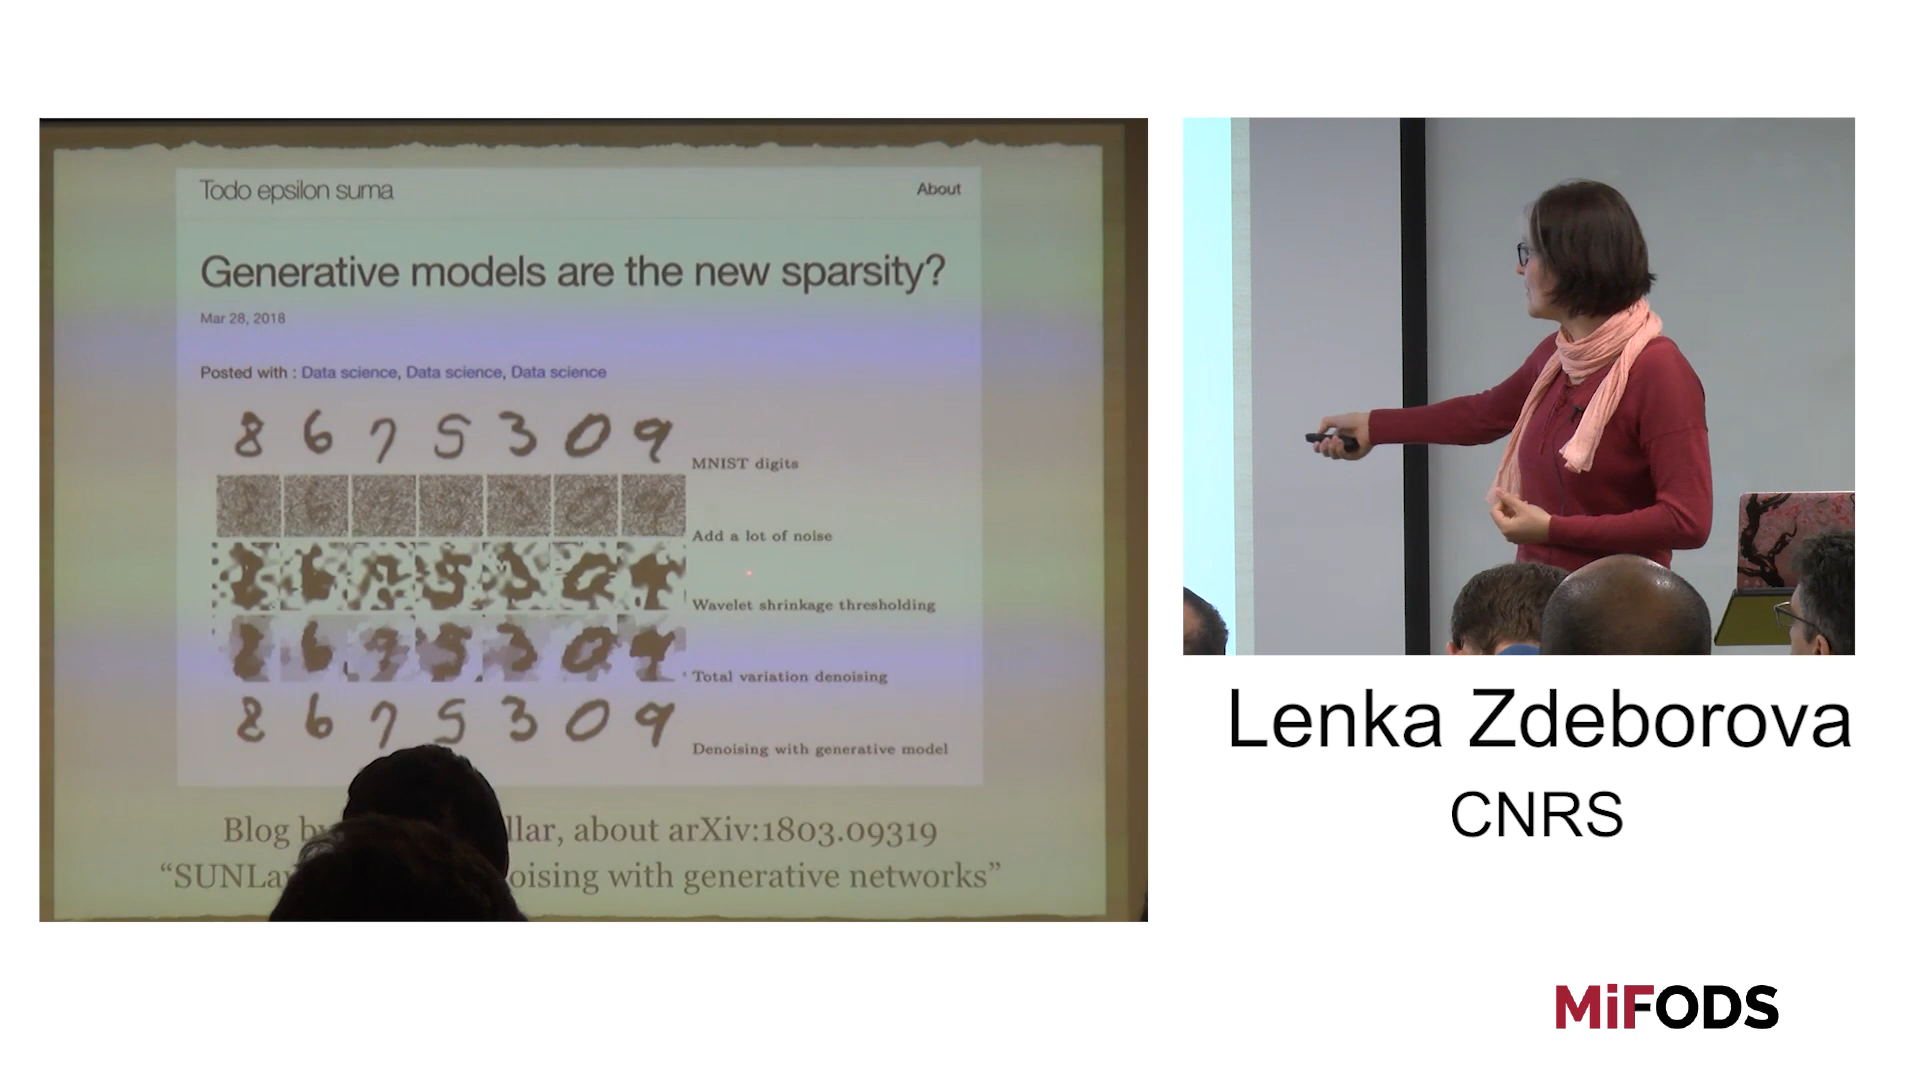 Todo epsilon suma
About
Generative models are the new sparsity?
Mar 28, 2018
Posted with : Data science, Data science, Data science
8 6 7 5 3 0 9
MNIST digits
Add a lot of noise
Wavelet shrinkage thresholding
Total variation denoising
8 6 7 5 3 0 9
Denoising with generative model
Blog by llar, about arXiv:1803.09319
“SUNLa oising with generative networks”
Lenka Zdeborova
CNRS
MiFODS